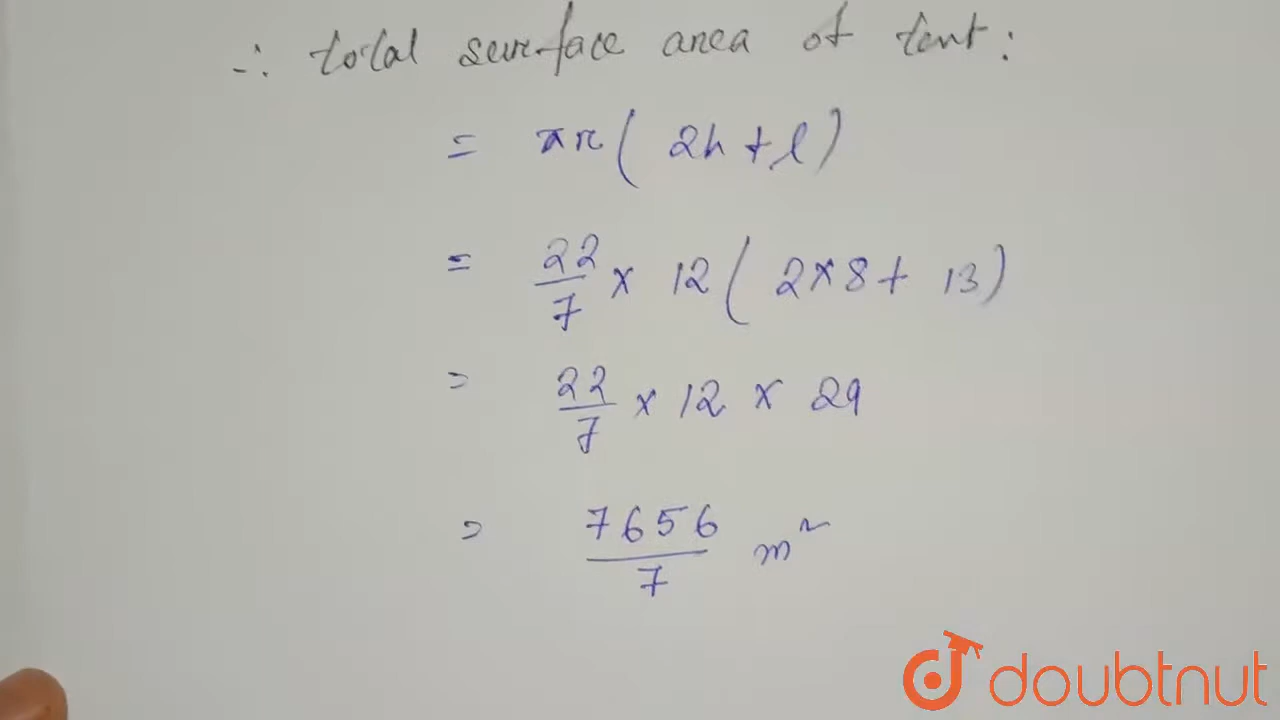 ∴ total surface area of tent:
= πr( 2h + l)
= 22/7 × 12 ( 2×8 + 13)
= 22/7 × 12 × 29
= 7656/7 m²
doubtnut